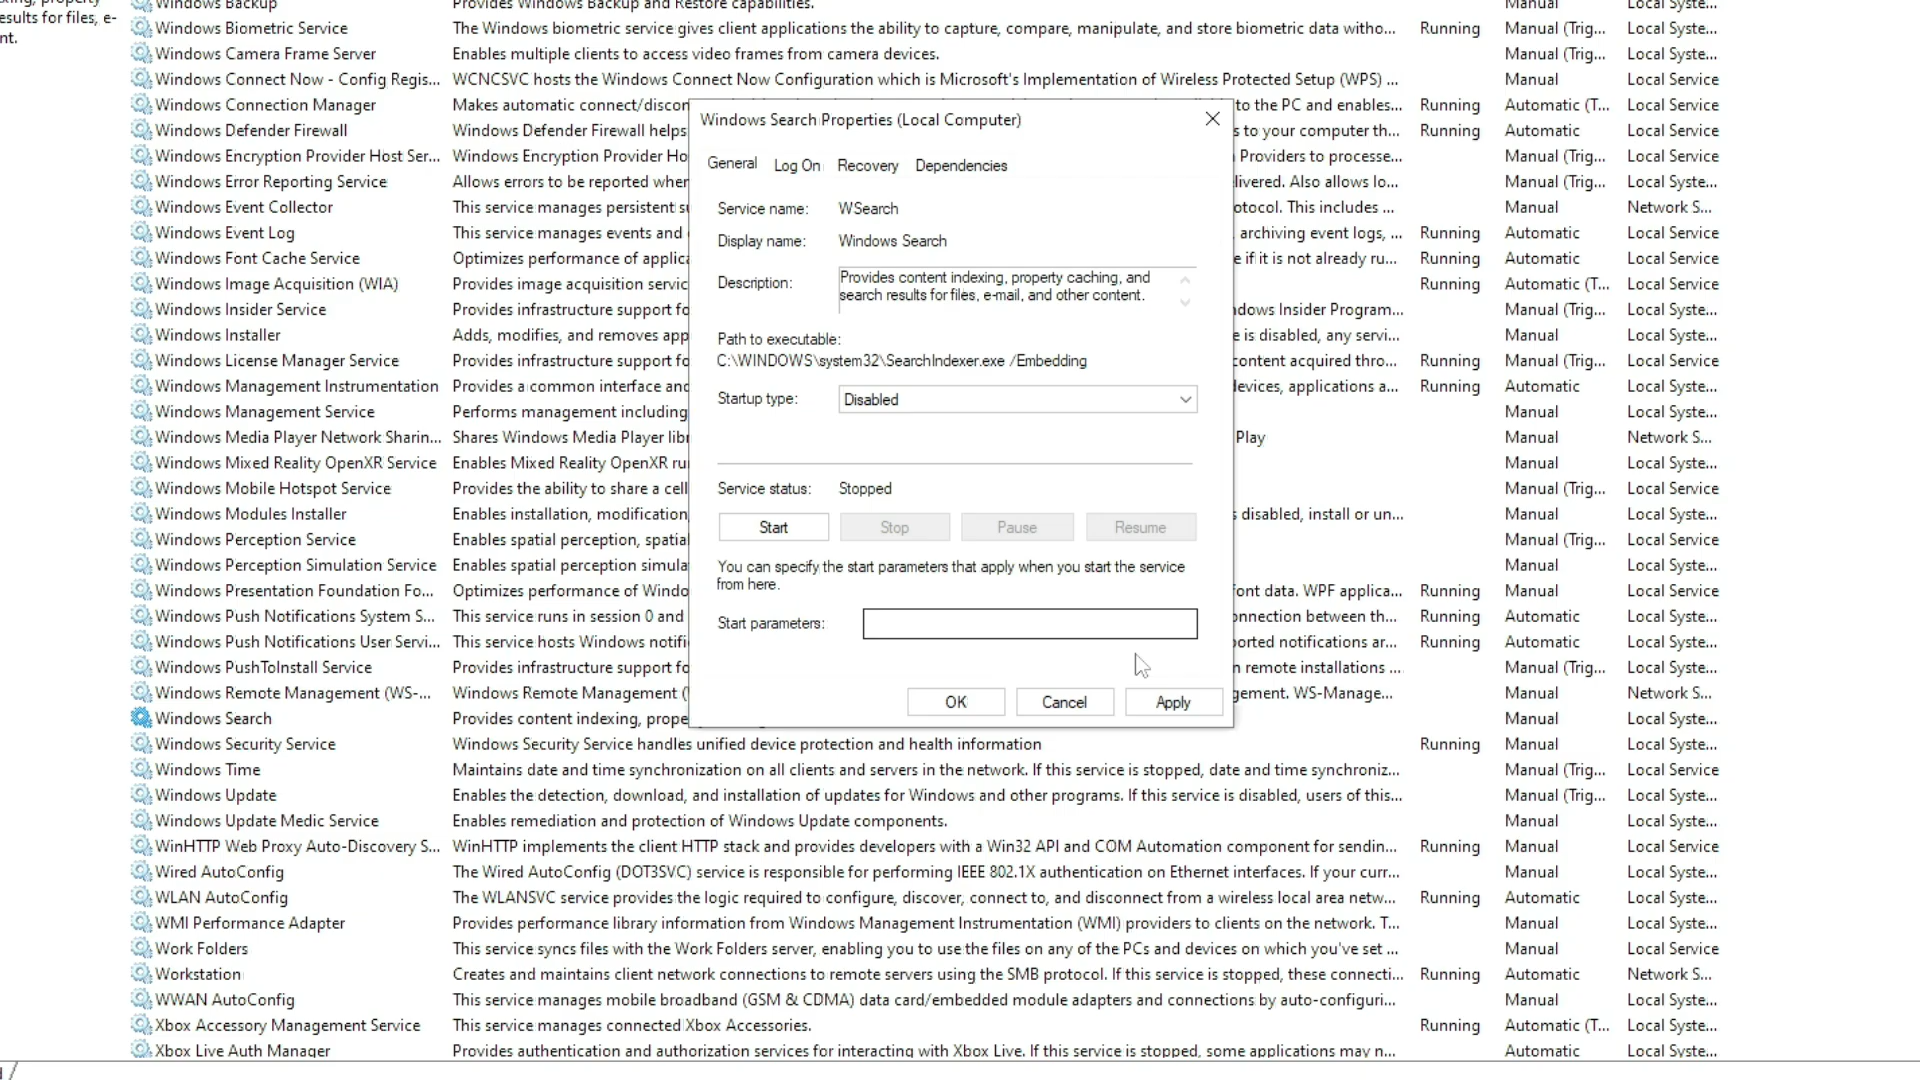 xing, property
esults for files, e-
nt.
Windows Backup Provides Windows Backup and Restore capabilities. Manual Local Syste...
Windows Biometric Service The Windows biometric service gives client applications the ability to capture, compare, manipulate, and store biometric data witho... Running Manual (Trig... Local Syste...
Windows Camera Frame Server Enables multiple clients to access video frames from camera devices. Manual (Trig... Local Syste...
Windows Connect Now - Config Regis... WCNCSVC hosts the Windows Connect Now Configuration which is Microsoft's Implementation of Wireless Protected Setup (WPS) ... Manual Local Service
Windows Connection Manager Makes automatic connect/discon to the PC and enables... Running Automatic (T... Local Service
Windows Defender Firewall Windows Defender Firewall helps s to your computer th... Running Automatic Local Service
Windows Encryption Provider Host Ser... Windows Encryption Provider Ho Providers to processe... Manual (Trig... Local Service
Windows Error Reporting Service Allows errors to be reported when livered. Also allows lo... Manual (Trig... Local Syste...
Windows Event Collector This service manages persistent su otocol. This includes ... Manual Network S...
Windows Event Log This service manages events and , archiving event logs, ... Running Automatic Local Service
Windows Font Cache Service Optimizes performance of applica e if it is not already ru... Running Automatic Local Service
Windows Image Acquisition (WIA) Provides image acquisition servic Running Automatic Local Service
Windows Insider Service Provides infrastructure support fo ndows Insider Program... Manual (Trig... Local Syste...
Windows Installer Adds, modifies, and removes app e is disabled, any servi... Manual Local Syste...
Windows License Manager Service Provides infrastructure support fo content acquired thro... Running Manual (Trig... Local Service
Windows Management Instrumentation Provides a common interface and devices, applications a... Running Automatic Local Syste...
Windows Management Service Performs management including Manual Local Syste...
Windows Media Player Network Sharin... Shares Windows Media Player libr Play Manual Network S...
Windows Mixed Reality OpenXR Service Enables Mixed Reality OpenXR ru Manual Local Syste...
Windows Mobile Hotspot Service Provides the ability to share a cell Manual (Trig... Local Service
Windows Modules Installer Enables installation, modification, s disabled, install or un... Manual Local Syste...
Windows Perception Service Enables spatial perception, spatia Manual (Trig... Local Service
Windows Perception Simulation Service Enables spatial perception simula Manual Local Syste...
Windows Presentation Foundation Fo... Optimizes performance of Windo font data. WPF applica... Running Manual Local Service
Windows Push Notifications System S... This service runs in session 0 and onnection between th... Running Automatic Local Syste...
Windows Push Notifications User Servi... This service hosts Windows notifi ported notifications ar... Running Automatic Local Syste...
Windows PushToInstall Service Provides infrastructure support fo n remote installations ... Manual (Trig... Local Syste...
Windows Remote Management (WS-... Windows Remote Management ( gement. WS-Manage... Manual Network S...
Windows Search Provides content indexing, prope Manual Local Syste...
Windows Security Service Windows Security Service handles unified device protection and health information Running Manual Local Syste...
Windows Time Maintains date and time synchronization on all clients and servers in the network. If this service is stopped, date and time synchroniz... Manual (Trig... Local Service
Windows Update Enables the detection, download, and installation of updates for Windows and other programs. If this service is disabled, users of this... Manual (Trig... Local Syste...
Windows Update Medic Service Enables remediation and protection of Windows Update components. Manual Local Syste...
WinHTTP Web Proxy Auto-Discovery S... WinHTTP implements the client HTTP stack and provides developers with a Win32 API and COM Automation component for sendin... Running Manual Local Service
Wired AutoConfig The Wired AutoConfig (DOT3SVC) service is responsible for performing IEEE 802.1X authentication on Ethernet interfaces. If your curr... Manual Local Syste...
WLAN AutoConfig The WLANSVC service provides the logic required to configure, discover, connect to, and disconnect from a wireless local area netw... Running Automatic Local Syste...
WMI Performance Adapter Provides performance library information from Windows Management Instrumentation (WMI) providers to clients on the network. T... Manual Local Syste...
Work Folders This service syncs files with the Work Folders server, enabling you to use the files on any of the PCs and devices on which you've set ... Manual Local Service
Workstation Creates and maintains client network connections to remote servers using the SMB protocol. If this service is stopped, these connecti... Running Automatic Network S...
WWAN AutoConfig This service manages mobile broadband (GSM & CDMA) data card/embedded module adapters and connections by auto-configuri... Manual Local Syste...
Xbox Accessory Management Service This service manages connected Xbox Accessories. Running Automatic (T... Local Syste...
Xbox Live Auth Manager Provides authentication and authorization services for interacting with Xbox Live. If this service is stopped, some applications may n... Automatic Local Syste...
Windows Search Properties (Local Computer)
General Log On Recovery Dependencies
Service name: WSearch
Display name: Windows Search
Description: Provides content indexing, property caching, and
search results for files, e-mail, and other content.
Path to executable:
C:\WINDOWS\system32\SearchIndexer.exe /Embedding
Startup type: Disabled
Service status: Stopped
Start Stop Pause Resume
You can specify the start parameters that apply when you start the service
from here.
Start parameters:
OK Cancel Apply